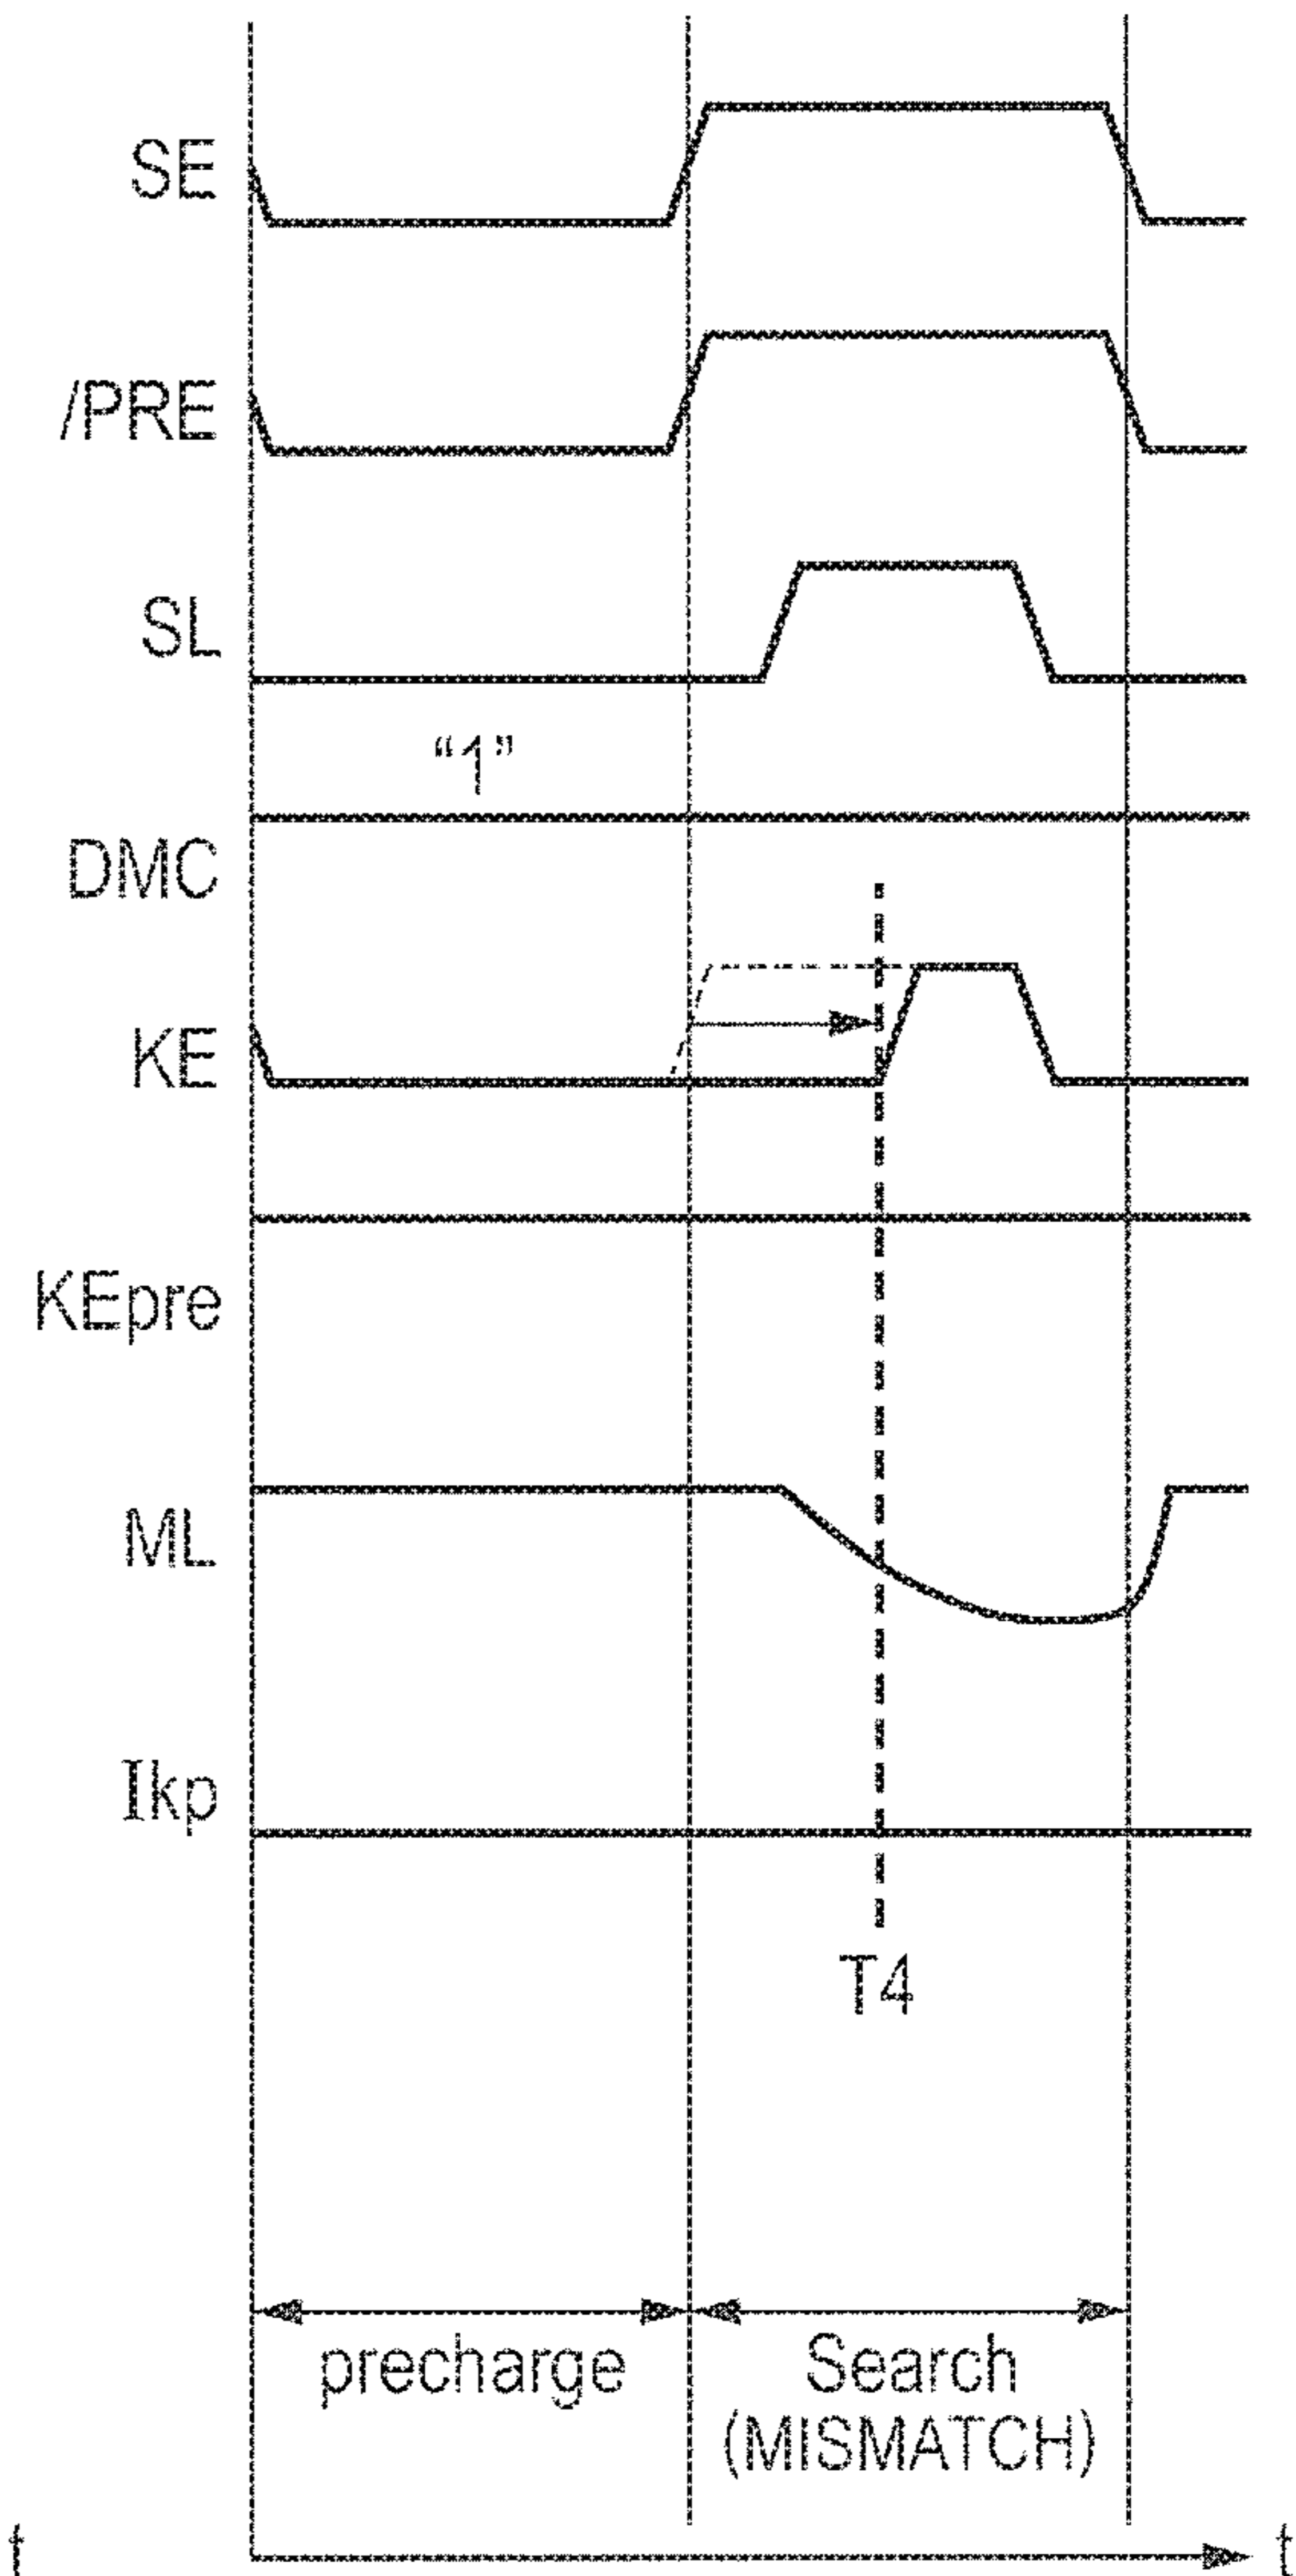 SE
/PRE
SL
“1”
DMC
KE
KEpre
ML
Ikp
T4
precharge
Search
(MISMATCH)
t
t